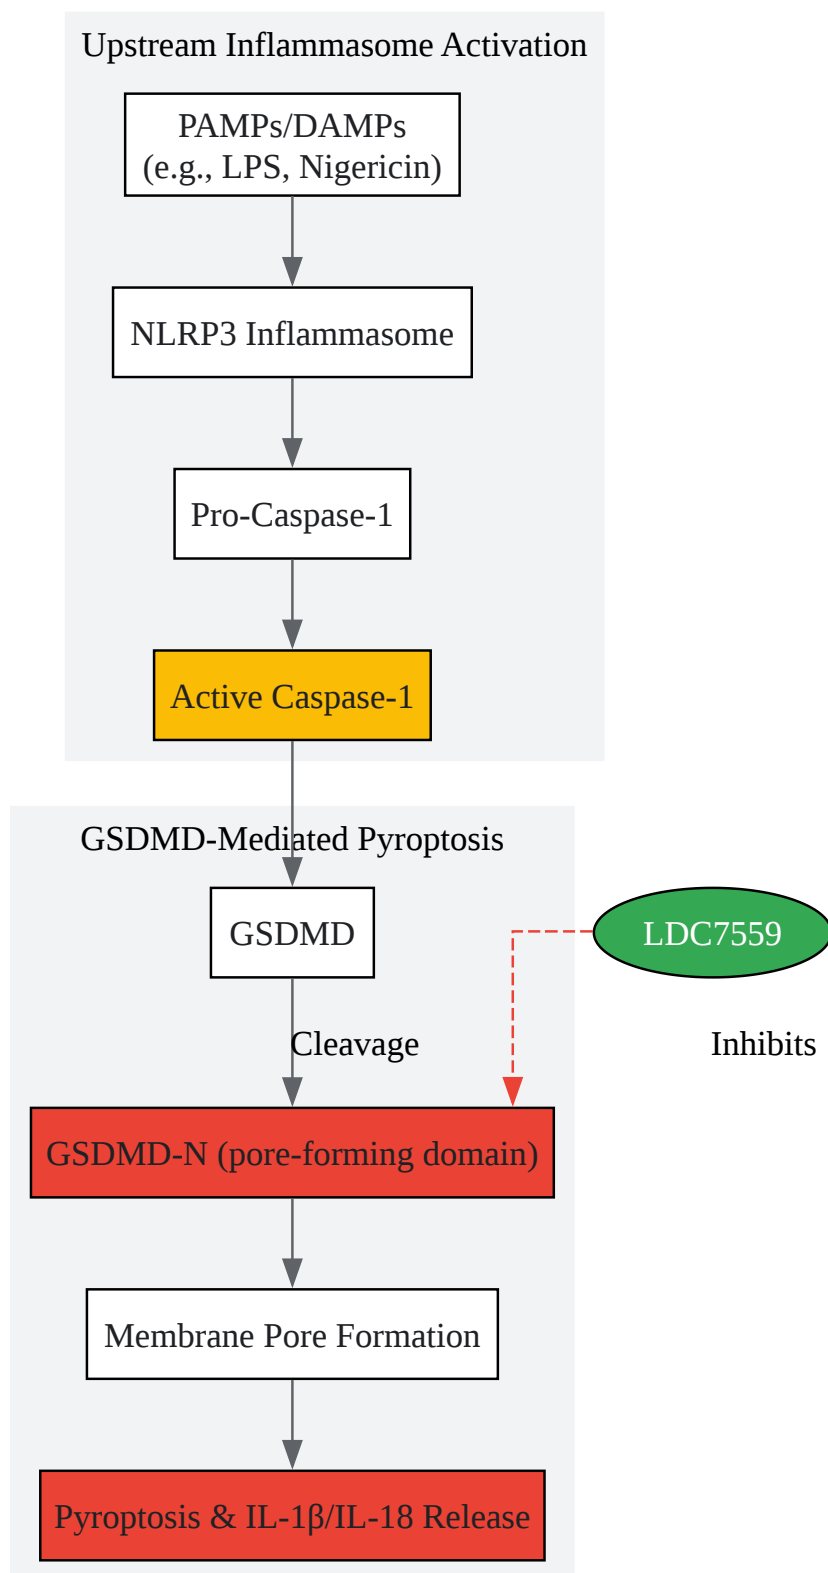 Upstream Inflammasome Activation
PAMPs/DAMPs
(e.g., LPS, Nigericin)
NLRP3 Inflammasome
Pro-Caspase-1
Active Caspase-1
GSDMD-Mediated Pyroptosis
GSDMD
LDC7559
Cleavage
Inhibits
GSDMD-N (pore-forming domain)
Membrane Pore Formation
Pyroptosis & IL-1β/IL-18 Release